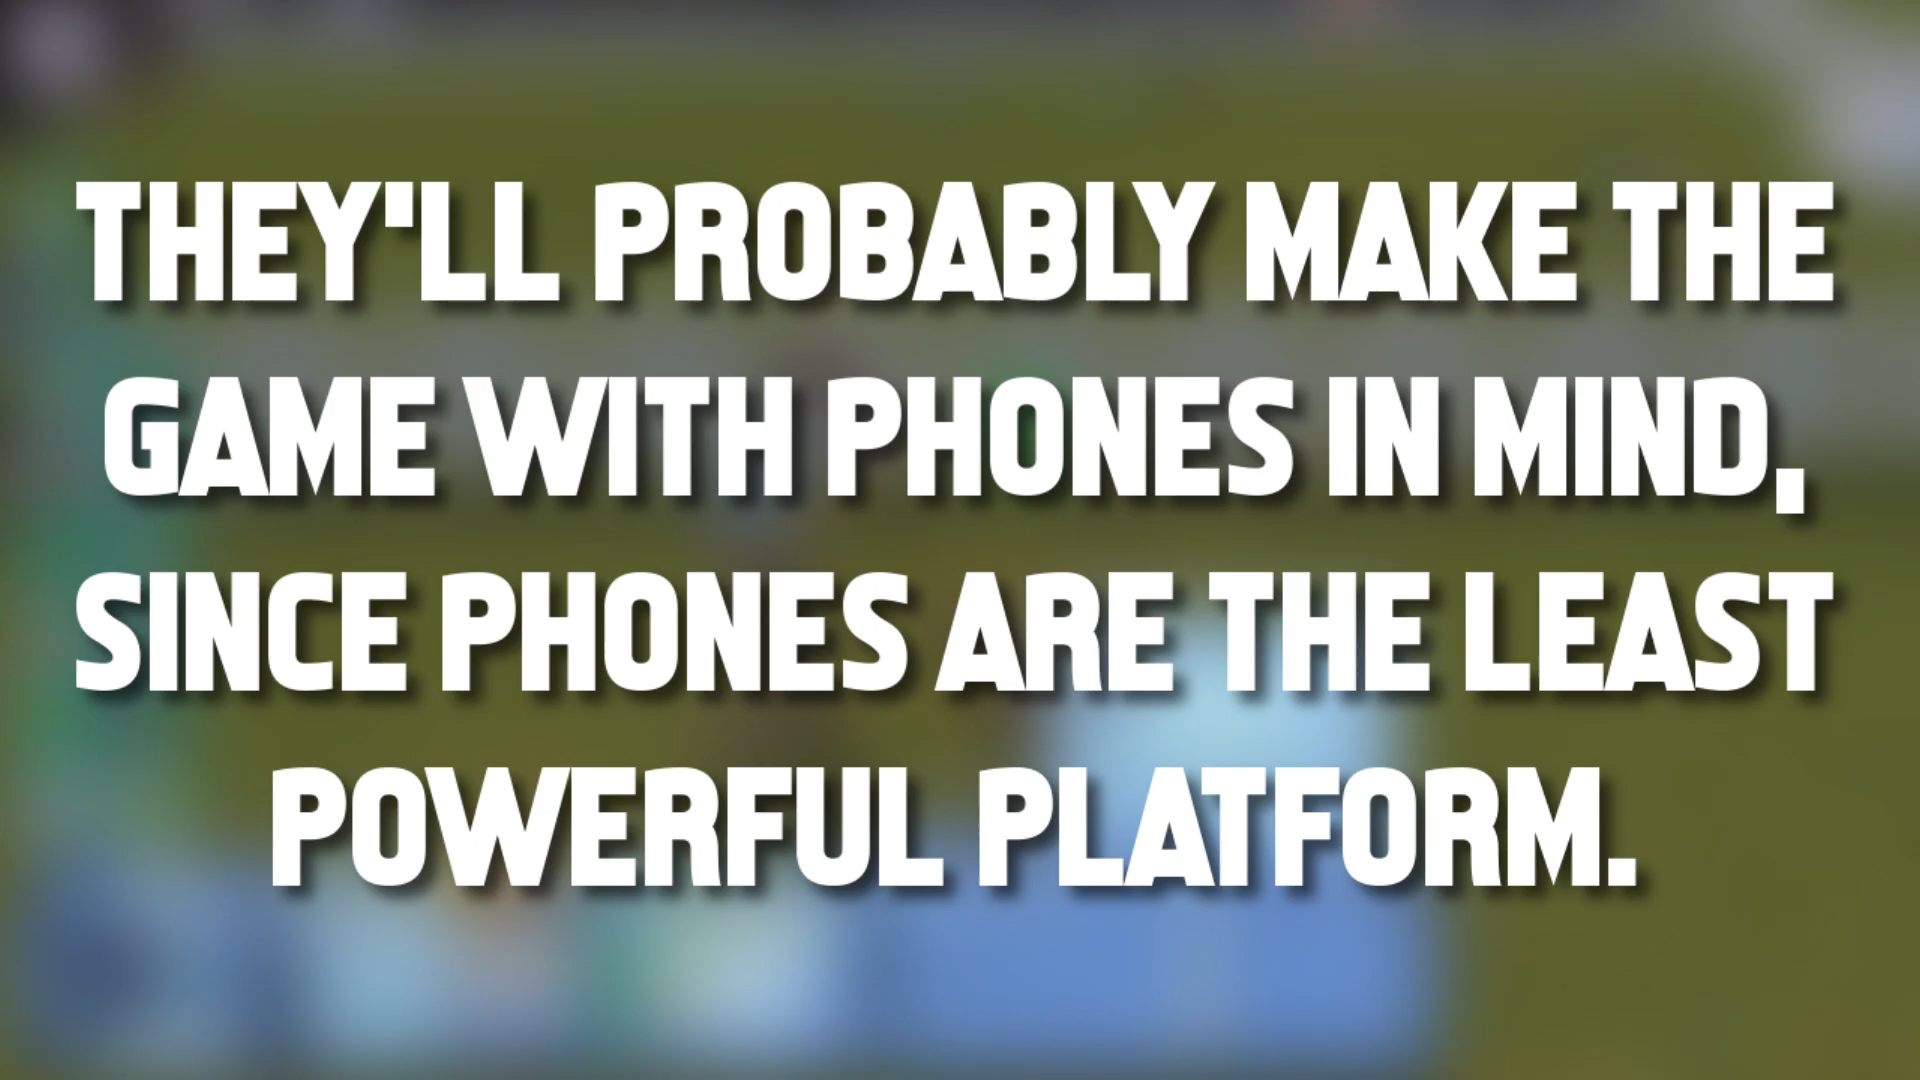 THEY'LL PROBABLY MAKE THE
GAME WITH PHONES IN MIND,
SINCE PHONES ARE THE LEAST
POWERFUL PLATFORM.